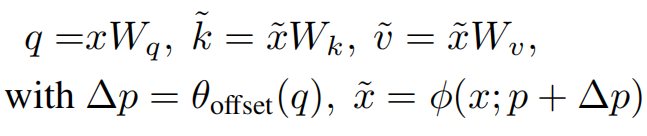 q =xW_q, k̃ = x̃W_k, ṽ = x̃W_v,
with Δp = θ_offset(q), x̃ = ϕ(x; p + Δp)